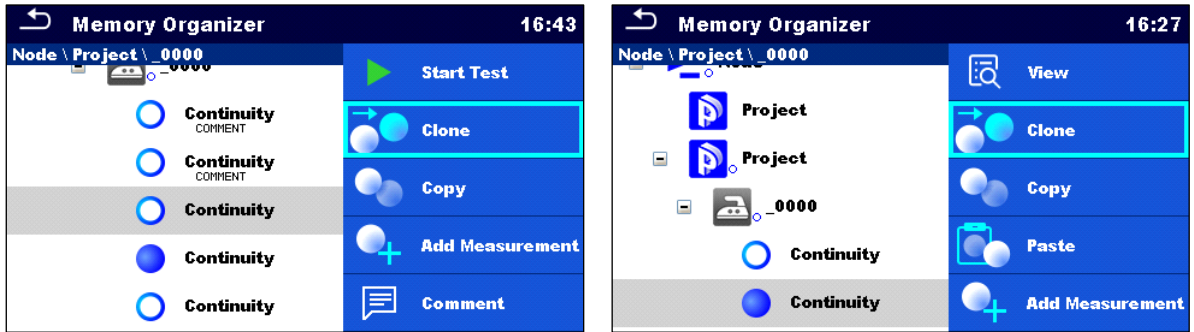 Memory Organizer 16:43
Node \ Project \ _0000
_0000
Continuity
COMMENT
Continuity
COMMENT
Continuity
Continuity
Continuity
Start Test
Clone
Copy
Add Measurement
Comment
Memory Organizer 16:27
Node \ Project \ _0000
Node
Project
Project
_0000
Continuity
Continuity
View
Clone
Copy
Paste
Add Measurement